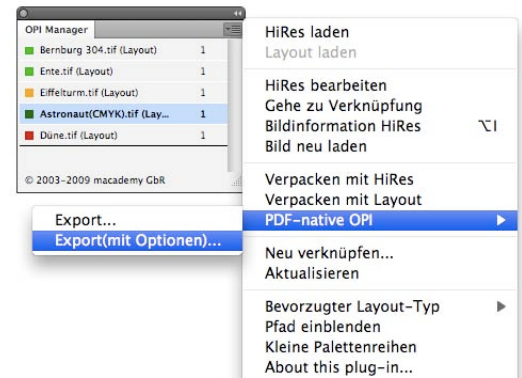 OPI Manager
Bernburg 304.tif (Layout) 1
Ente.tif (Layout) 1
Eiffelturm.tif (Layout) 1
Astronaut(CMYK).tif (Lay... 1
Düne.tif (Layout) 1
© 2003-2009 macademy GbR
Export...
Export(mit Optionen)...
HiRes laden
Layout laden
HiRes bearbeiten
Gehe zu Verknüpfung
Bildinformation HiRes ⌥I
Bild neu laden
Verpacken mit HiRes
Verpacken mit Layout
PDF-native OPI
Neu verknüpfen...
Aktualisieren
Bevorzugter Layout-Typ
Pfad einblenden
Kleine Palettenreihen
About this plug-in...